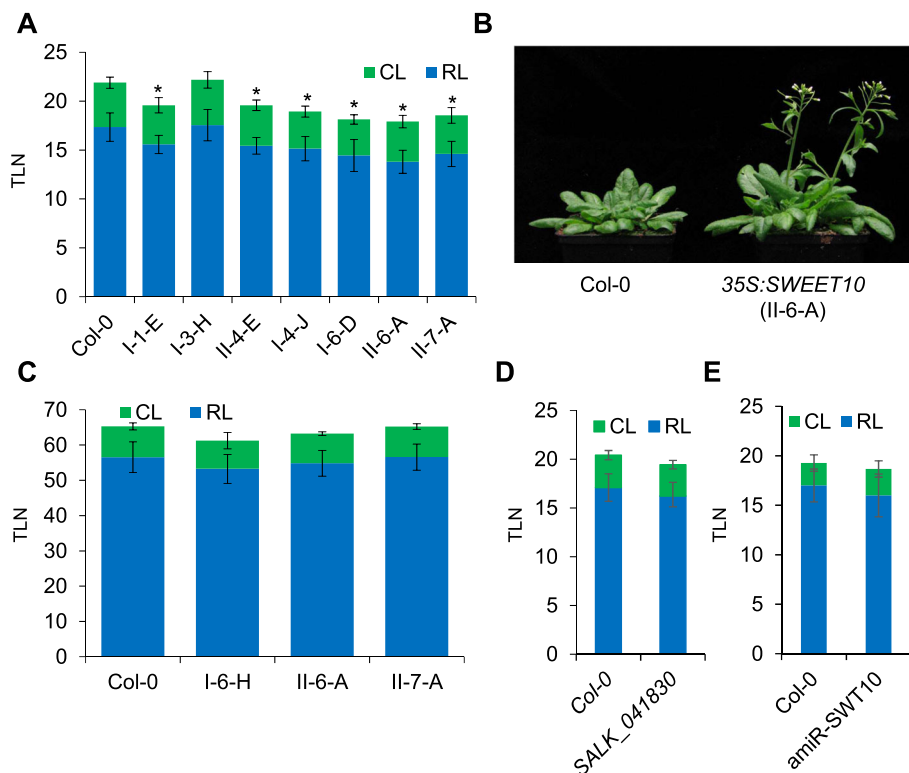 A
TLN
25
20
15
10
5
0
CL RL
*
*
*
*
*
*
Col-0
I-1-E
I-3-H
II-4-E
I-4-J
I-6-D
II-6-A
II-7-A
B
Col-0
35S:SWEET10
(II-6-A)
C
TLN
70
60
50
40
30
20
10
0
CL RL
Col-0 I-6-H II-6-A II-7-A
D
TLN
25
20
15
10
5
0
CL RL
Col-0
SALK_041830
E
TLN
25
20
15
10
5
0
CL RL
Col-0
amiR-SWT10